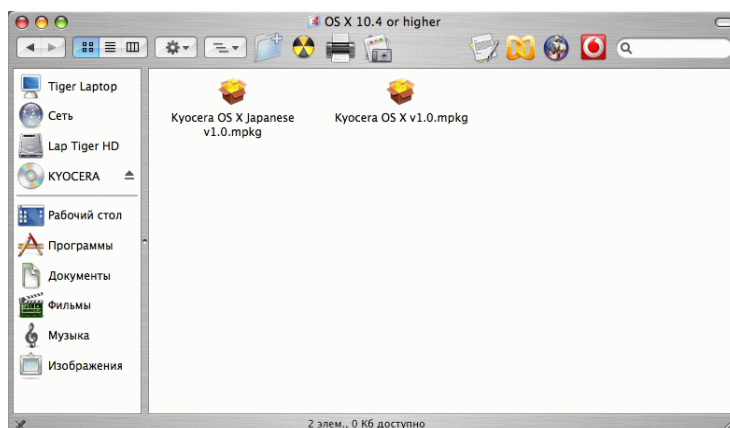 OS X 10.4 or higher
Tiger Laptop
Сеть
Lap Tiger HD
KYOCERA
Рабочий стол
Программы
Документы
Фильмы
Музыка
Изображения
Kyocera OS X Japanese
v1.0.mpkg
Kyocera OS X v1.0.mpkg
2 элем., 0 Кб доступно